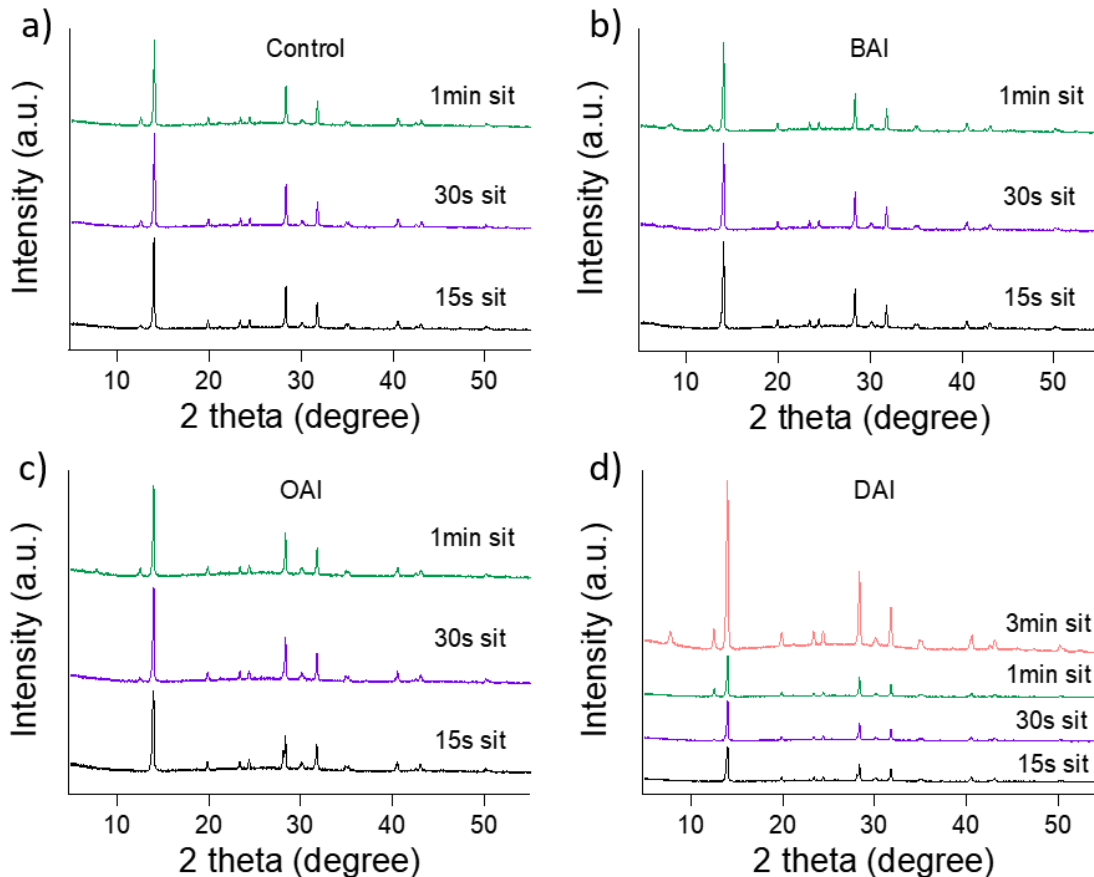 a)
Control
1min sit
30s sit
15s sit
Intensity (a.u.)
10 20 30 40 50
2 theta (degree)
b)
BAI
1min sit
30s sit
15s sit
Intensity (a.u.)
10 20 30 40 50
2 theta (degree)
c)
OAI
1min sit
30s sit
15s sit
Intensity (a.u.)
10 20 30 40 50
2 theta (degree)
d)
DAI
3min sit
1min sit
30s sit
15s sit
Intensity (a.u.)
10 20 30 40 50
2 theta (degree)